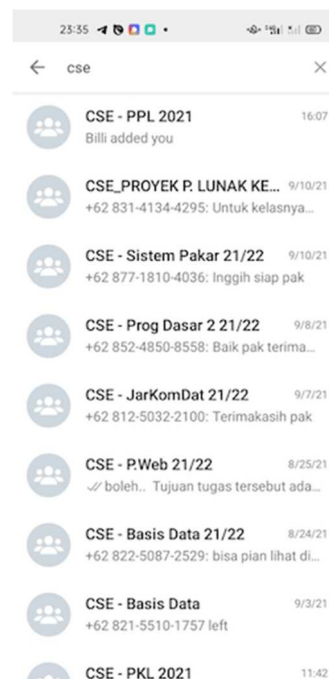 23:35
cse
CSE - PPL 2021 16:07
Billi added you
CSE_PROYEK P. LUNAK KE... 9/10/21
+62 831-4134-4295: Untuk kelasnya...
CSE - Sistem Pakar 21/22 9/10/21
+62 877-1810-4036: Inggih siap pak
CSE - Prog Dasar 2 21/22 9/8/21
+62 852-4850-8558: Baik pak terima...
CSE - JarKomDat 21/22 9/7/21
+62 812-5032-2100: Terimakasih pak
CSE - P.Web 21/22 8/25/21
boleh.. Tujuan tugas tersebut ada...
CSE - Basis Data 21/22 8/24/21
+62 822-5087-2529: bisa pian lihat di...
CSE - Basis Data 9/3/21
+62 821-5510-1757 left
CSE - PKL 2021 11:42